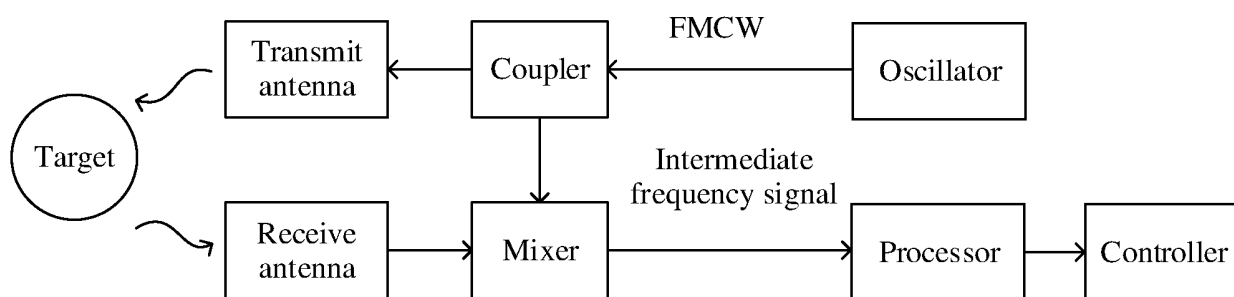 FMCW
Transmit
antenna
Coupler
Oscillator
Target
Intermediate
frequency signal
Receive
antenna
Mixer
Processor
Controller